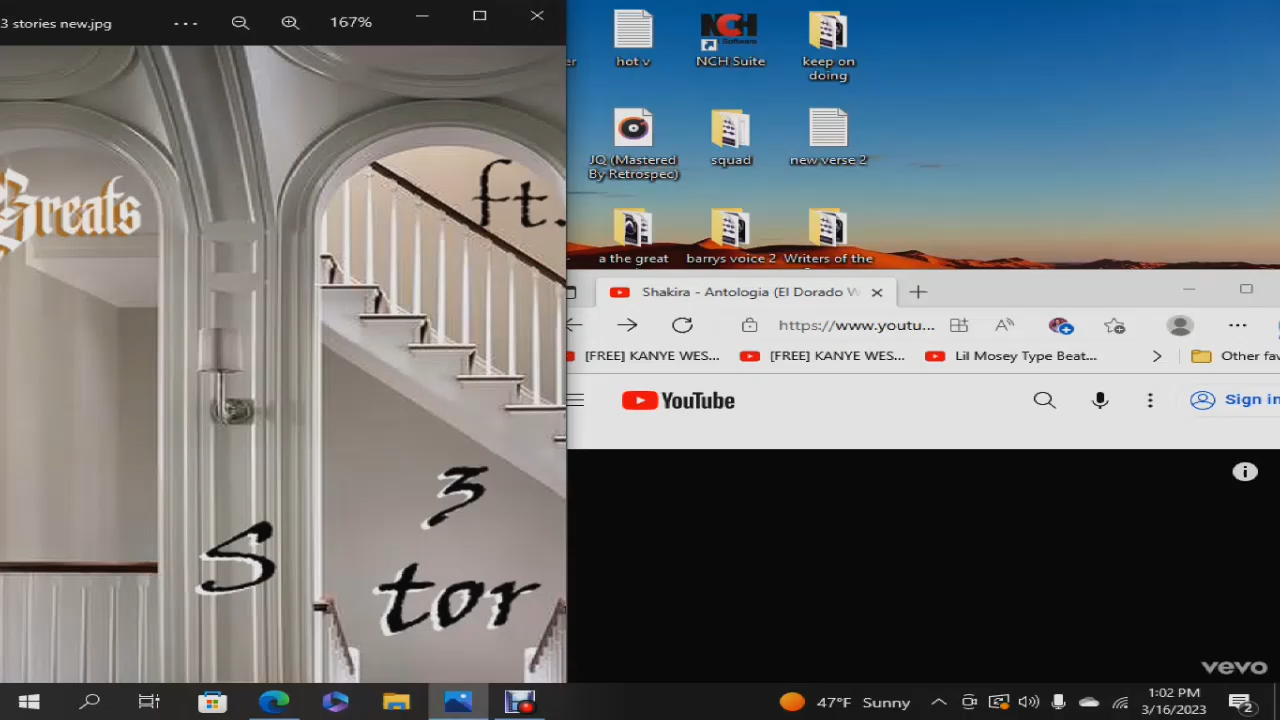 3 stories new.jpg
167%
Greats
ft.
3
S
tor
hot v
NCH Suite
keep on
doing
JQ (Mastered
By Retrospec)
squad
new verse 2
a the great
barrys voice 2
Writers of the
Shakira - Antologia (El Dorado W
https://www.youtu...
[FREE] KANYE WES...
[FREE] KANYE WES...
Lil Mosey Type Beat...
Other fav
YouTube
Sign in
vevo
47°F Sunny
1:02 PM
3/16/2023
2